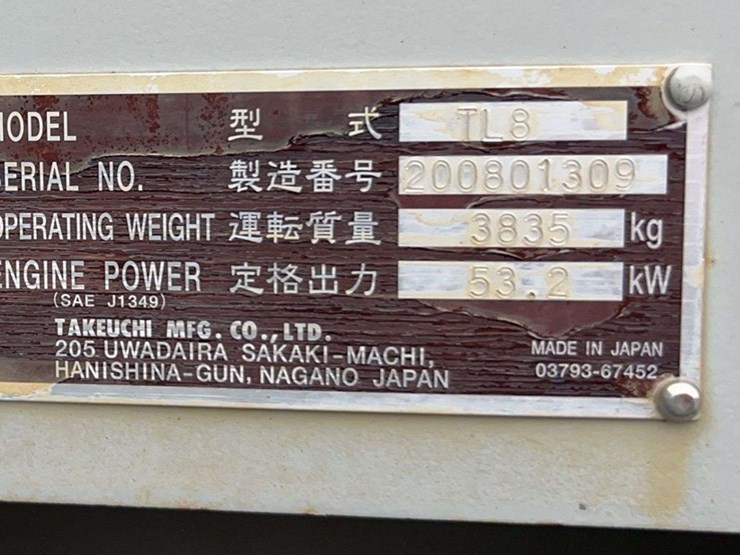 MODEL 型 式 TL8
SERIAL NO. 製造番号 200801309
OPERATING WEIGHT 運転質量 3835 kg
ENGINE POWER 定格出力 53.2 kW
(SAE J1349)
TAKEUCHI MFG. CO., LTD.
205 UWADAIRA SAKAKI-MACHI,
HANISHINA-GUN, NAGANO JAPAN
MADE IN JAPAN
03793-67452